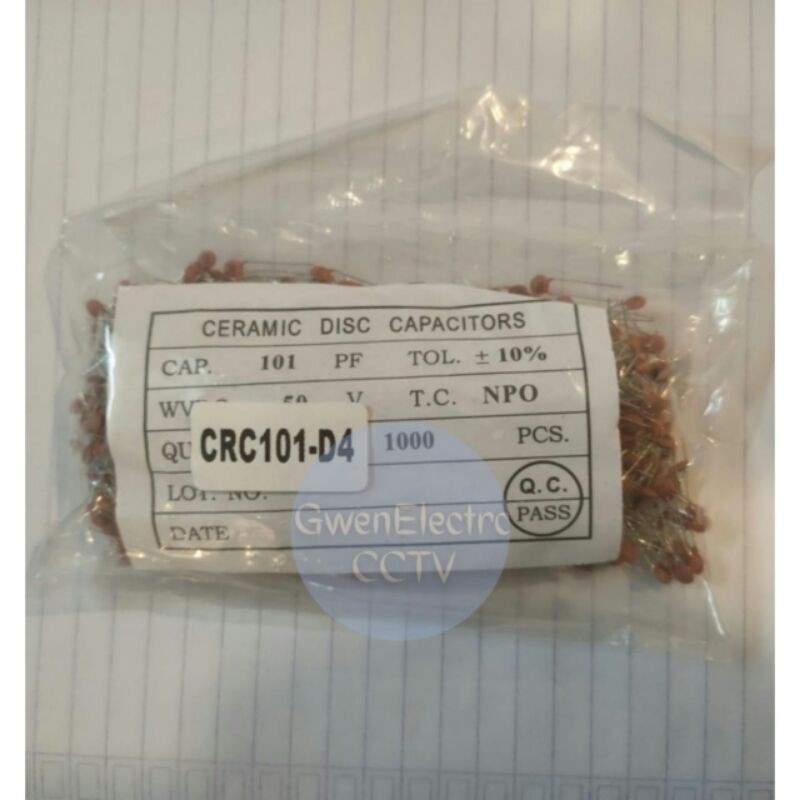 CERAMIC DISC CAPACITORS
CAP. 101 PF TOL. ± 10%
50 V T.C. NPO
CRC101-D4 1000 PCS.
LOT. NO.
Q.C.
PASS
DATE
GwenElectro
CCTV